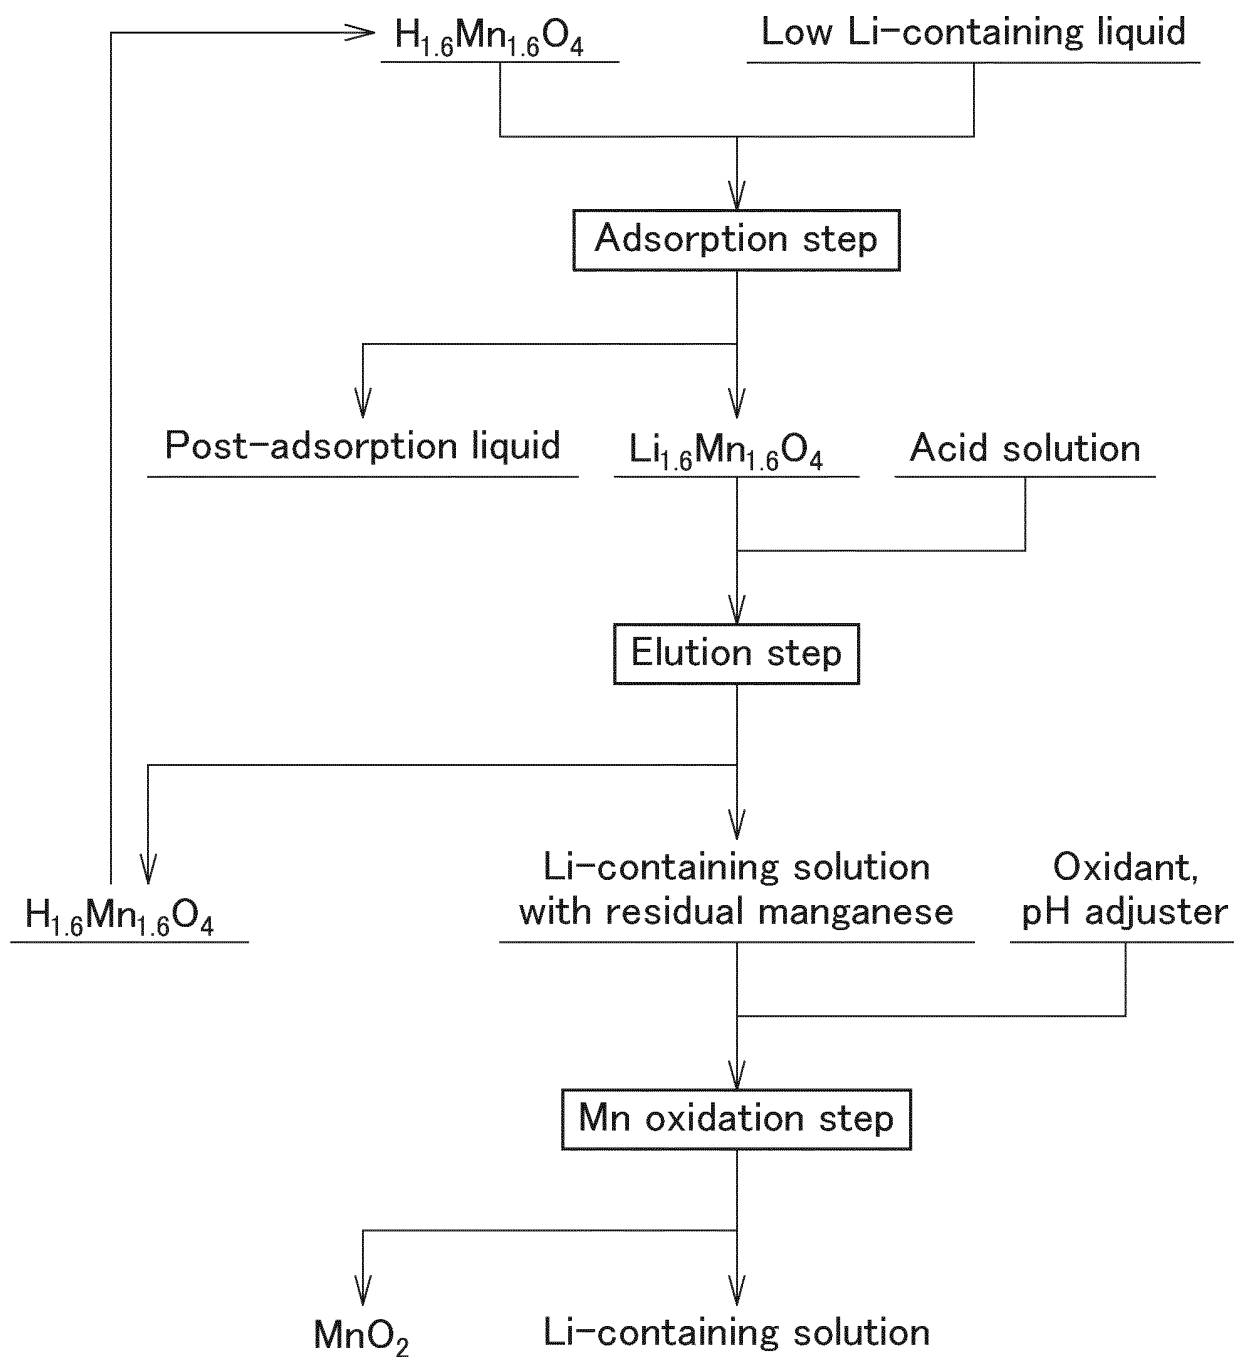 H1.6Mn1.6O4
Low Li-containing liquid
Adsorption step
Post-adsorption liquid
Li1.6Mn1.6O4
Acid solution
Elution step
H1.6Mn1.6O4
Li-containing solution
with residual manganese
Oxidant,
pH adjuster
Mn oxidation step
MnO2
Li-containing solution